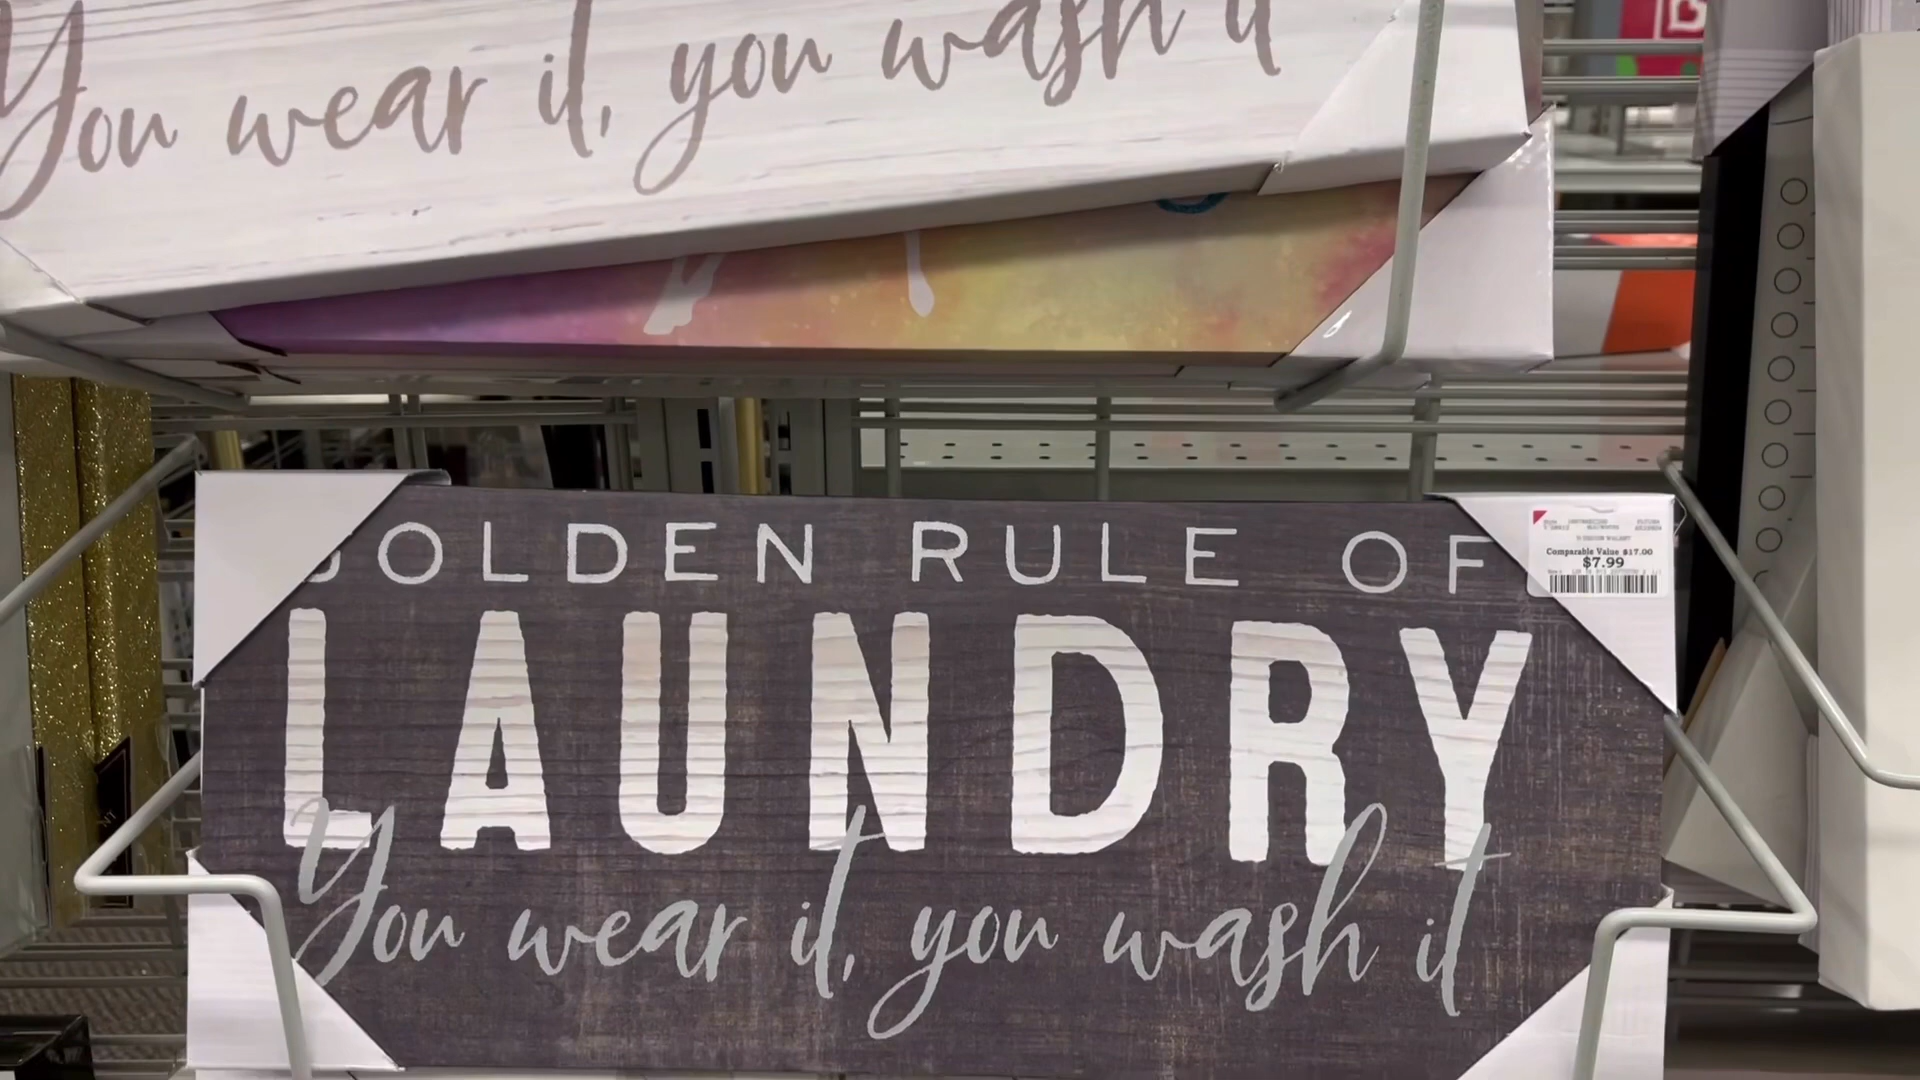 You wear it, you wash it
OLDEN RULE OF
LAUNDRY
You wear it, you wash it
Comparable Value $17.00
$7.99